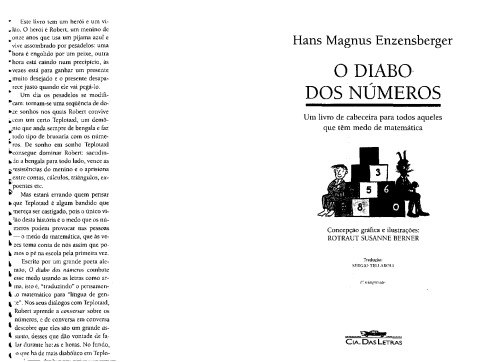 Este livro tem um herói e um vi-
lão. O herói é Robert, um menino de
onze anos que usa um pijama azul e
vive assombrado por pesadelos: uma
hora é engolido por um peixe, outra
hora está caindo num precipício, às
vezes está para ganhar um presente
muito desejado e o presente desapa-
rece justo quando ele vai pegá-lo.
Um dia os pesadelos se modifi-
cam, tornam-se uma seqüência de do-
ze sonhos nos quais Robert convive
com um certo Teplotaxl, um demô-
nio que anda sempre de bengala e faz
todo tipo de bruxaria com os núme-
ros. De sonho em sonho Teplotaxl
consegue dominar Robert: sacudin-
do a bengala para todo lado, vence as
resistências do menino e o aprisiona
entre contas, cálculos, triângulos, ex-
poentes etc.
Mas estará errando quem pensar
que Teplotaxl é algum bandido que
mereça ser castigado, pois o único vi-
lão desta história é o medo que os nú-
meros podem provocar nas pessoas
— o medo da matemática, que às ve-
zes toma conta de nós assim que po-
mos o pé na escola pela primeira vez.
Escrito por um grande poeta ale-
mão, O diabo dos números combate
esse medo usando as letras como ar-
ma, isto é, "traduzindo" o pensamen-
to matemático para "língua de gen-
te". Nos seus diálogos com Teplotaxl,
Robert aprende a conversar sobre os
números, e de conversa em conversa
descobre que eles são um grande as-
sunto, desses que dão vontade de fa-
lar durante horas e horas. No fundo,
o que há de mais diabólico em Teplo-
Hans Magnus Enzensberger
O DIABO
DOS NÚMEROS
Um livro de cabeceira para todos aqueles
que têm medo de matemática
3
5 6
8 0
Concepção gráfica e ilustrações:
ROTRAUT SUSANNE BERNER
Tradução:
SERGIO TELLAROLI
CIA. DAS LETRAS